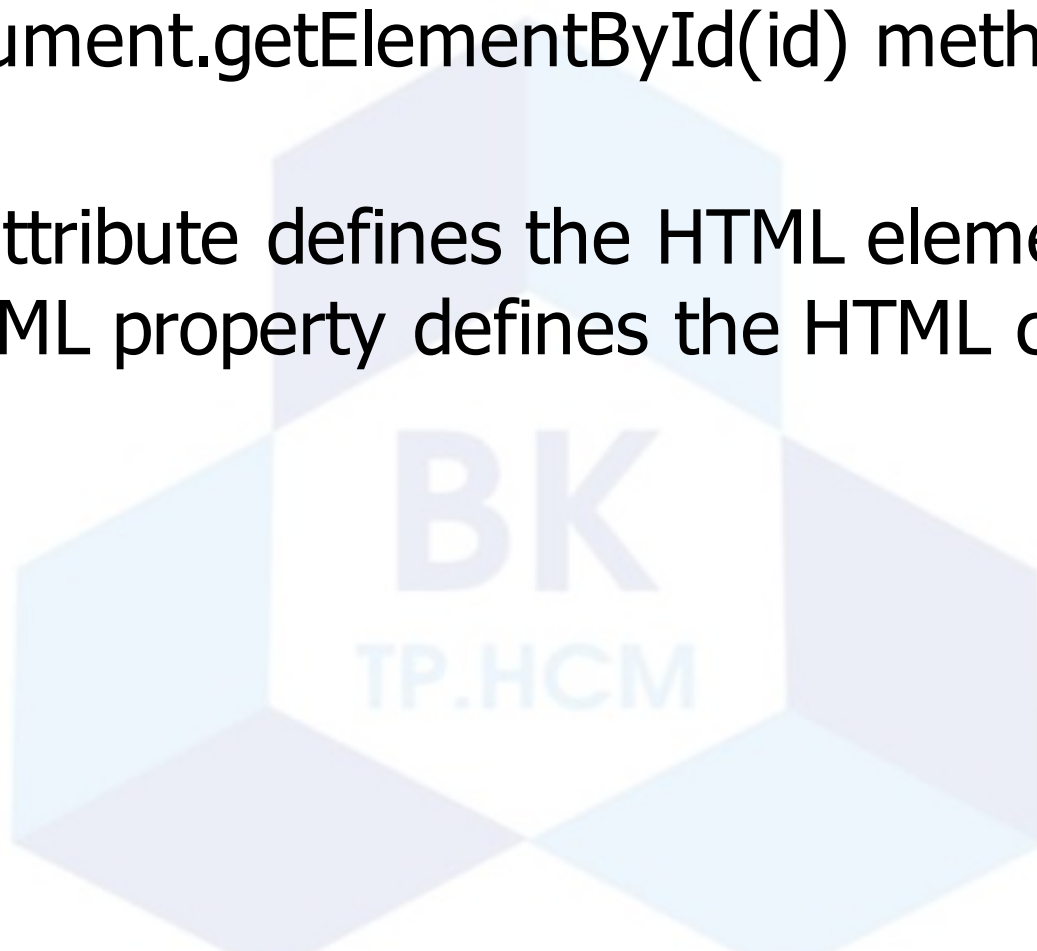 ument.getElementById(id) meth
ttribute defines the HTML eleme
ML property defines the HTML c
BK
TP.HCM